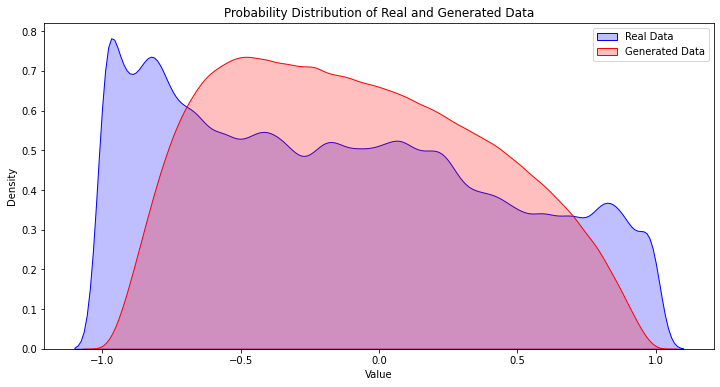 Probability Distribution of Real and Generated Data
Real Data
Generated Data
0.8
0.7
0.6
0.5
0.4
0.3
0.2
0.1
0.0
Density
−1.0 −0.5 0.0 0.5 1.0
Value